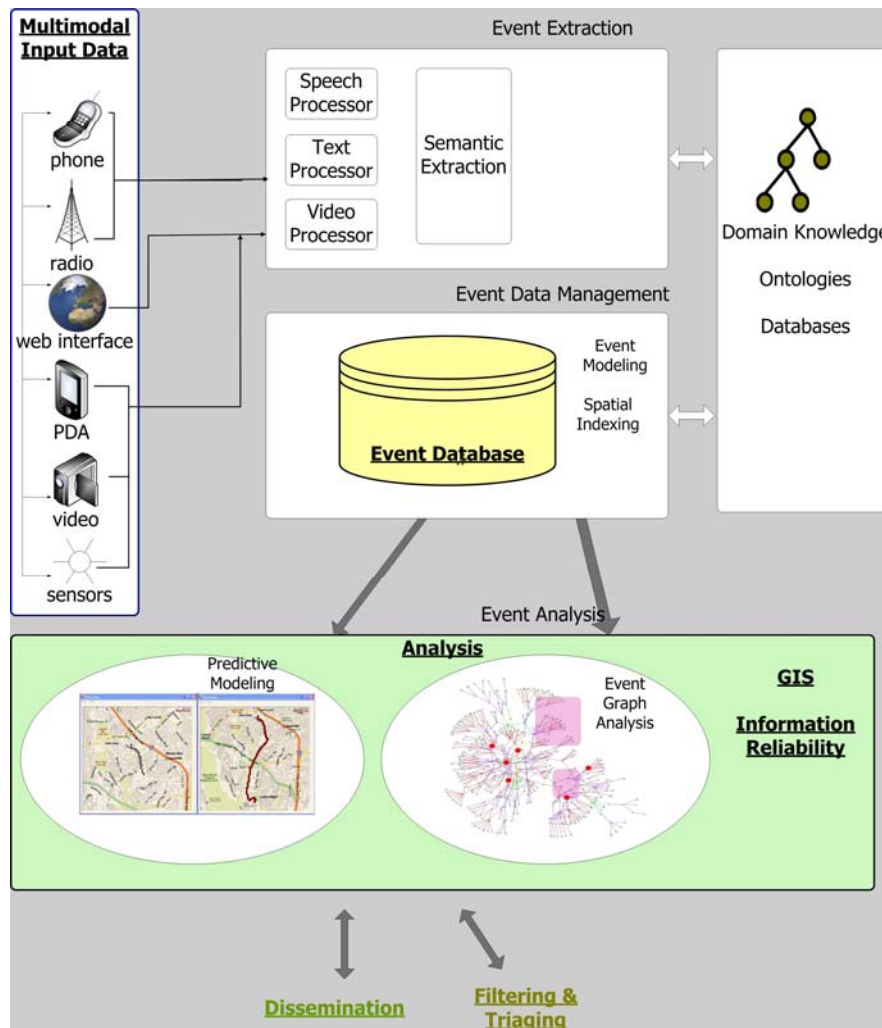 Multimodal
Input Data
phone
radio
web interface
PDA
video
sensors
Event Extraction
Speech
Processor
Text
Processor
Video
Processor
Semantic
Extraction
Domain Knowledge
Ontologies
Databases
Event Data Management
Event
Modeling
Spatial
Indexing
Event Database
Event Analysis
Analysis
Predictive
Modeling
Event
Graph
Analysis
GIS
Information
Reliability
Dissemination
Filtering &
Triaging